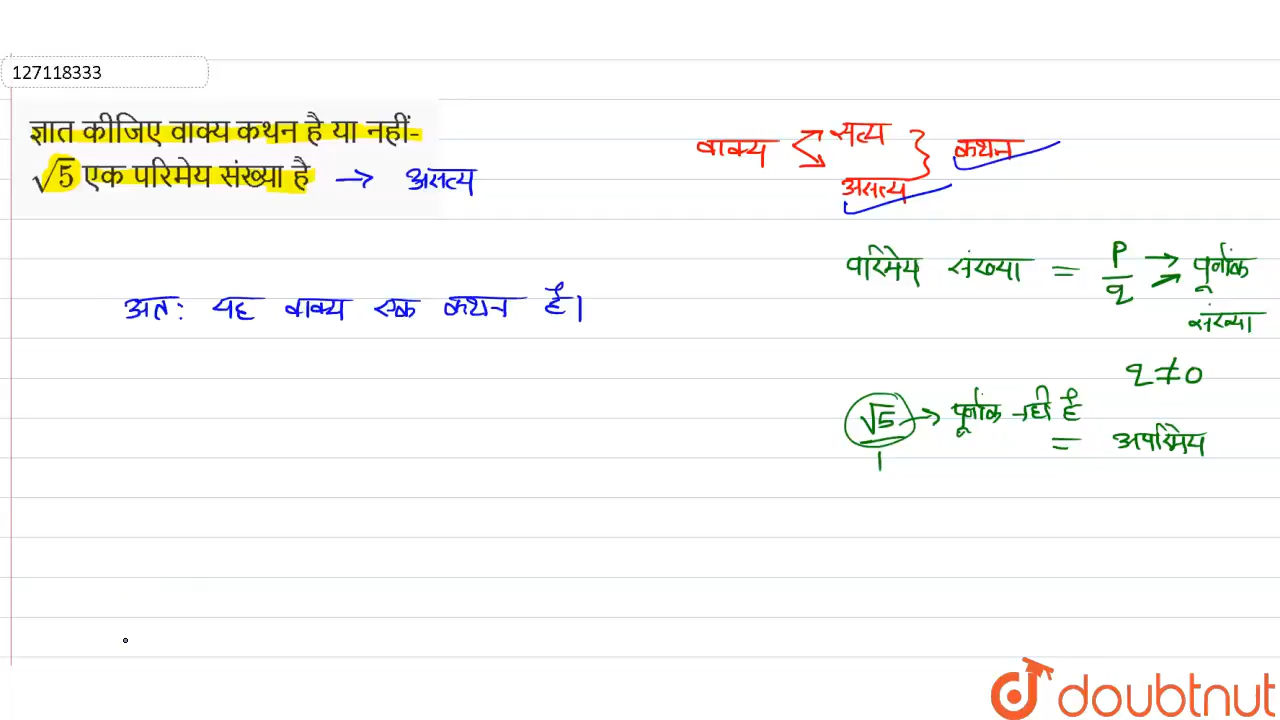 127118333
ज्ञात कीजिए वाक्य कथन है या नहीं-
√5 एक परिमेय संख्या है → असत्य
वाक्य < सत्य } कथन
असत्य
परिमेय संख्या = p/q → पूर्णांक
संख्या
अतः यह वाक्य एक कथन है।
q ≠ 0
√5/1 → पूर्णांक नही है
= अपरिमेय
doubtnut